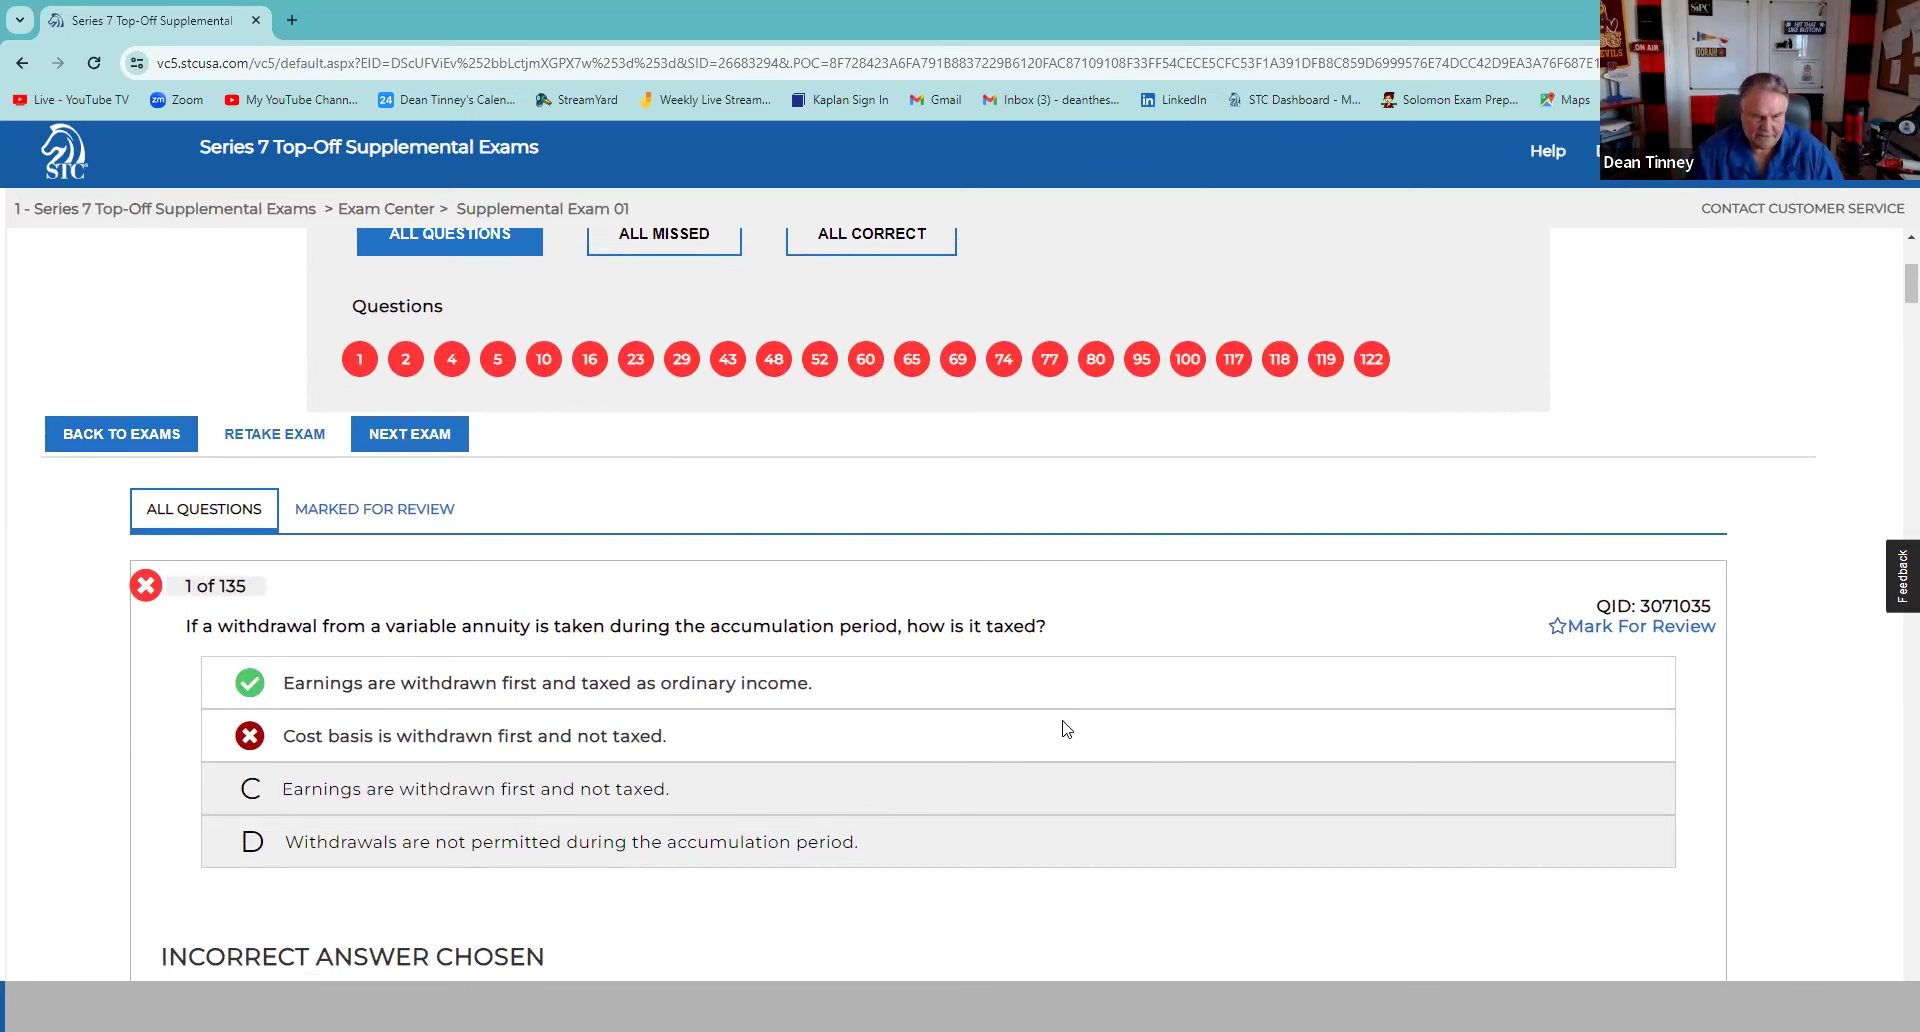 Series 7 Top-Off Supplemental
vc5.stcusa.com/vc5/default.aspx?EID=DScUFViEv%252bbLctjmXGPX7w%253d%253d&SID=26683294&.POC=8F728423A6FA791B8837229B6120FAC87109108F33FF54CECE5CFC53F1A391DFB8C859D6999576E74DCC42D9EA3A76F687E1
Live - YouTube TV
Zoom
My YouTube Chann...
24
Dean Tinney's Calen...
StreamYard
Weekly Live Stream...
Kaplan Sign In
Gmail
Inbox (3) - deanthes...
LinkedIn
STC Dashboard - M...
Solomon Exam Prep...
Maps
SIPC
HIT THAT
LIKE BUTTON!
ON AIR
Dean Tinney
STC
Series 7 Top-Off Supplemental Exams
Help
1 - Series 7 Top-Off Supplemental Exams > Exam Center > Supplemental Exam 01
CONTACT CUSTOMER SERVICE
ALL QUESTIONS
ALL MISSED
ALL CORRECT
Questions
1 2 4 5 10 16 23 29 43 48 52 60 65 69 74 77 80 95 100 117 118 119 122
BACK TO EXAMS
RETAKE EXAM
NEXT EXAM
ALL QUESTIONS
MARKED FOR REVIEW
1 of 135
QID: 3071035
Mark For Review
If a withdrawal from a variable annuity is taken during the accumulation period, how is it taxed?
Earnings are withdrawn first and taxed as ordinary income.
Cost basis is withdrawn first and not taxed.
C Earnings are withdrawn first and not taxed.
D Withdrawals are not permitted during the accumulation period.
INCORRECT ANSWER CHOSEN
Feedback